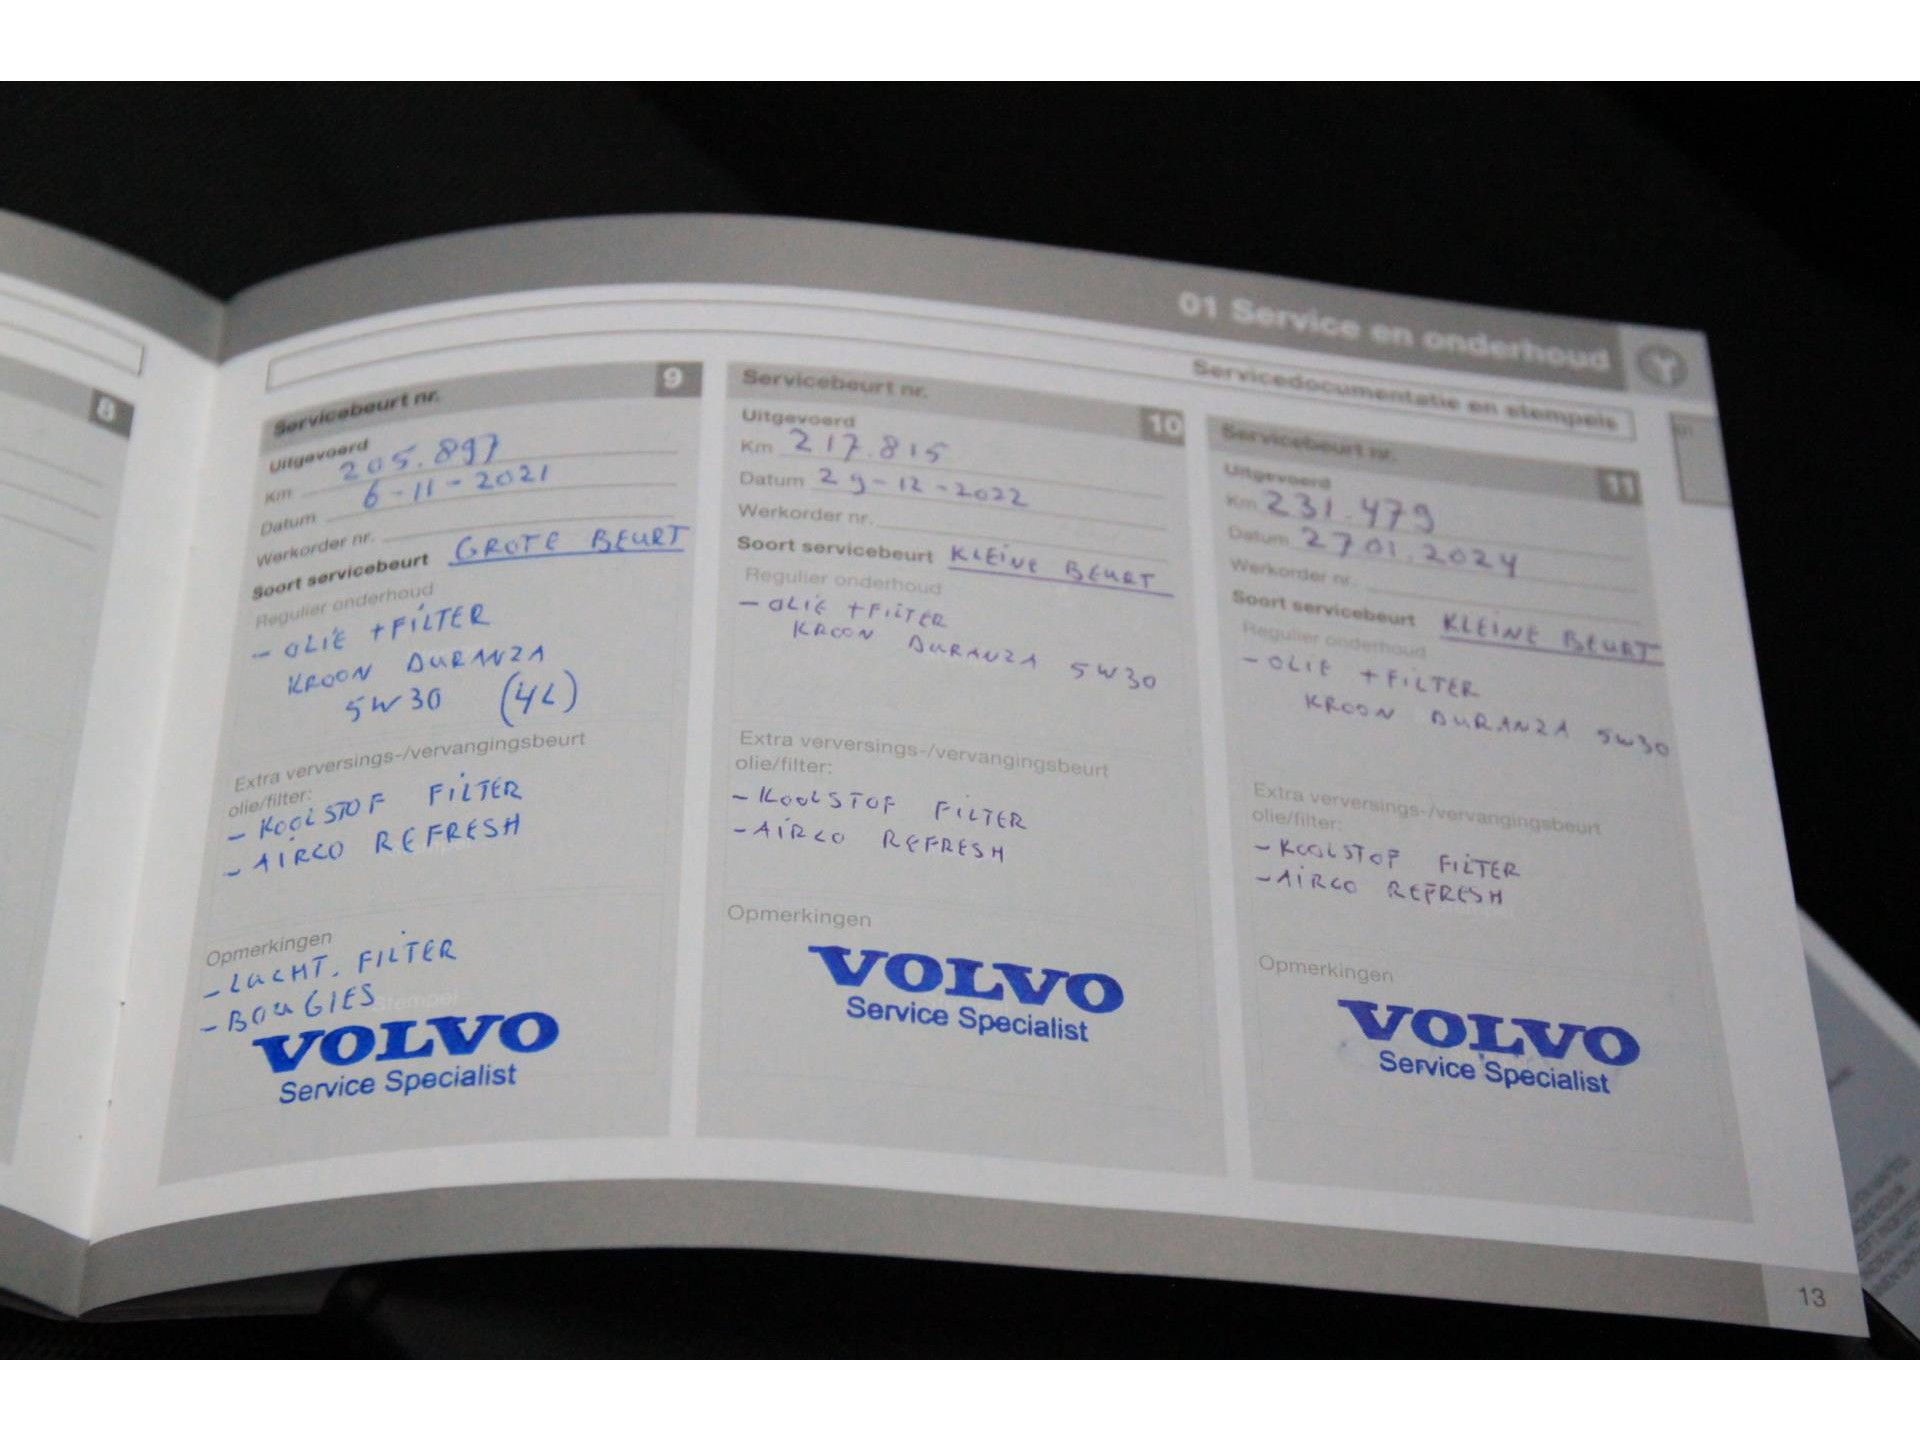 01 Service en onderhoud
Servicedocumentatie en stempels
01
8
Servicebeurt nr. 9
Uitgevoerd
Km 205.897
Datum 6-11-2021
Werkorder nr.
Soort servicebeurt GROTE BEURT
Regulier onderhoud
- OLIE + FILTER
KROON DURANZA
5W30 (4L)
Extra verversings-/vervangingsbeurt
olie/filter:
- KOOLSTOF FILTER
- AIRCO REFRESH
Stempel
Opmerkingen
- LUCHT. FILTER
- BOUGIES
Stempel
VOLVO
Service Specialist
Servicebeurt nr. 10
Uitgevoerd
Km 217.815
Datum 29-12-2022
Werkorder nr.
Soort servicebeurt KLEINE BEURT
Regulier onderhoud
- OLIE + FILTER
KROON DURANZA 5W30
Extra verversings-/vervangingsbeurt
olie/filter:
- KOOLSTOF FILTER
- AIRCO REFRESH
Opmerkingen
VOLVO
Service Specialist
Servicebeurt nr. 11
Uitgevoerd
Km 231.479
Datum 27 01.2024
Werkorder nr.
Soort servicebeurt KLEINE BEURT
Regulier onderhoud
- OLIE + FILTER
KROON DURANZA 5W30
Extra verversings-/vervangingsbeurt
olie/filter:
- KOOLSTOF FILTER
- AIRCO REFRESH
Opmerkingen
VOLVO
Service Specialist
13